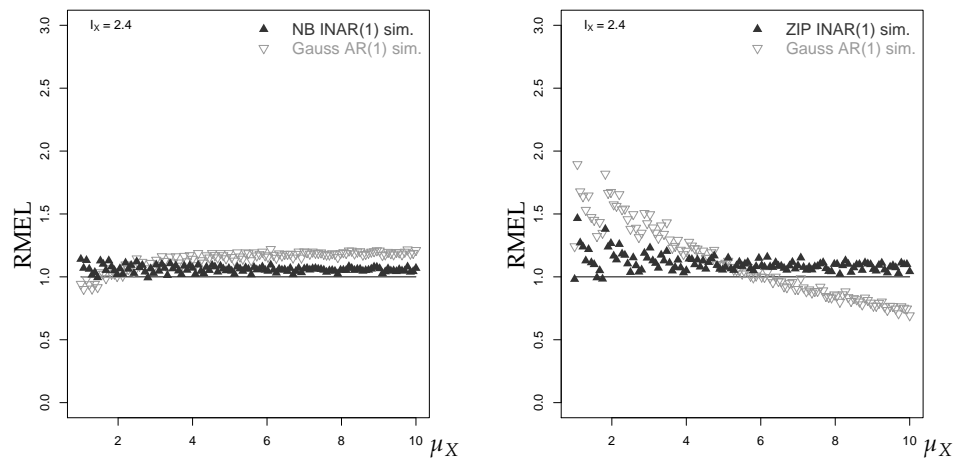 I_X = 2.4
NB INAR(1) sim.
Gauss AR(1) sim.
RMEL
0.0 0.5 1.0 1.5 2.0 2.5 3.0
2 4 6 8 10
μ_X
I_X = 2.4
ZIP INAR(1) sim.
Gauss AR(1) sim.
RMEL
0.0 0.5 1.0 1.5 2.0 2.5 3.0
2 4 6 8 10
μ_X